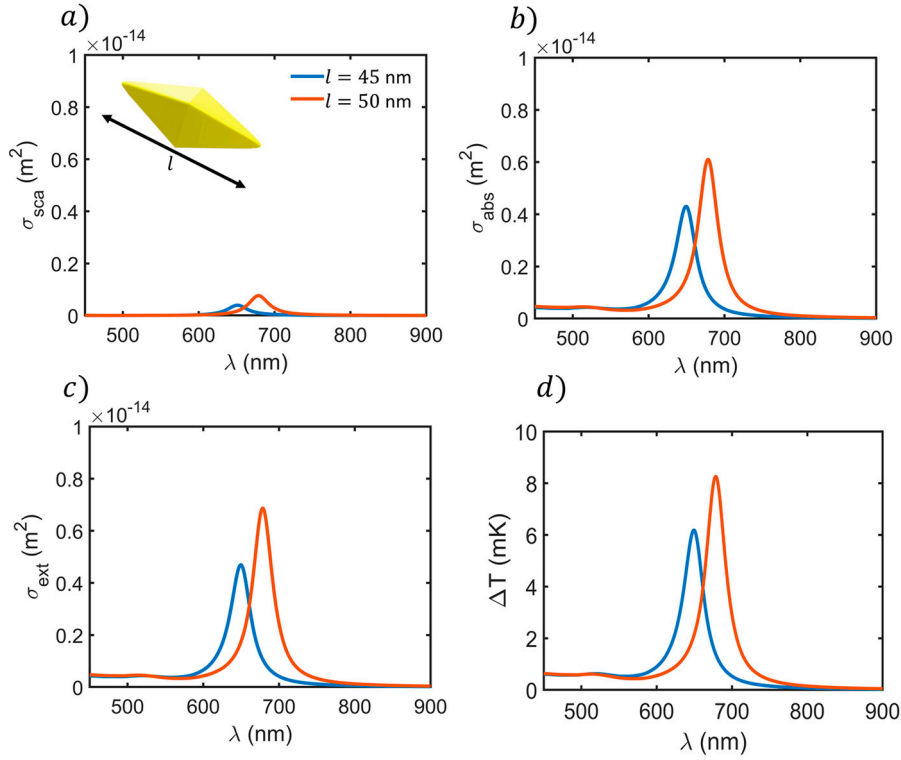 a)
×10⁻¹⁴
1
0.8
0.6
0.4
0.2
0
σsca (m²)
l = 45 nm
l = 50 nm
l
500 600 700 800 900
λ (nm)
b)
×10⁻¹⁴
1
0.8
0.6
0.4
0.2
0
σabs (m²)
500 600 700 800 900
λ (nm)
c)
×10⁻¹⁴
1
0.8
0.6
0.4
0.2
0
σext (m²)
500 600 700 800 900
λ (nm)
d)
10
8
6
4
2
0
ΔT (mK)
500 600 700 800 900
λ (nm)